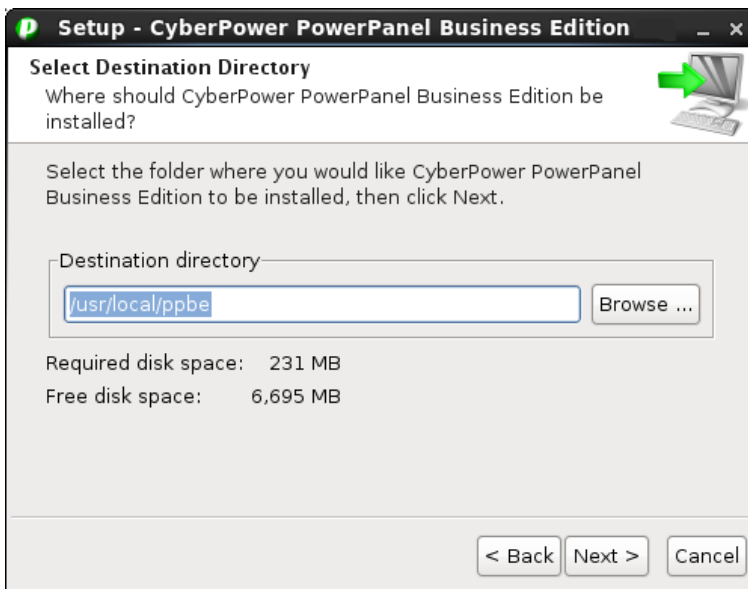 Setup - CyberPower PowerPanel Business Edition
Select Destination Directory
Where should CyberPower PowerPanel Business Edition be
installed?
Select the folder where you would like CyberPower PowerPanel
Business Edition to be installed, then click Next.
Destination directory
/usr/local/ppbe
Browse ...
Required disk space: 231 MB
Free disk space: 6,695 MB
< Back
Next >
Cancel